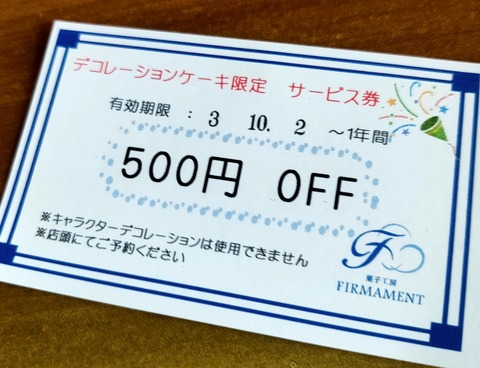 デコレーションケーキ限定　サービス券
有効期限 ： 3　10.　2　～1年間
500円　OFF
※キャラクターデコレーションは使用できません
※店頭にてご予約ください
菓子工房
FIRMAMENT